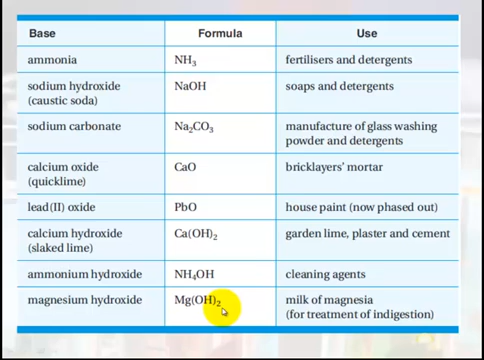 Base Formula Use
ammonia NH₃ fertilisers and detergents
sodium hydroxide NaOH soaps and detergents
(caustic soda)
sodium carbonate Na₂CO₃ manufacture of glass washing
powder and detergents
calcium oxide CaO bricklayers' mortar
(quicklime)
lead(II) oxide PbO house paint (now phased out)
calcium hydroxide Ca(OH)₂ garden lime, plaster and cement
(slaked lime)
ammonium hydroxide NH₄OH cleaning agents
magnesium hydroxide Mg(OH)₂ milk of magnesia
(for treatment of indigestion)